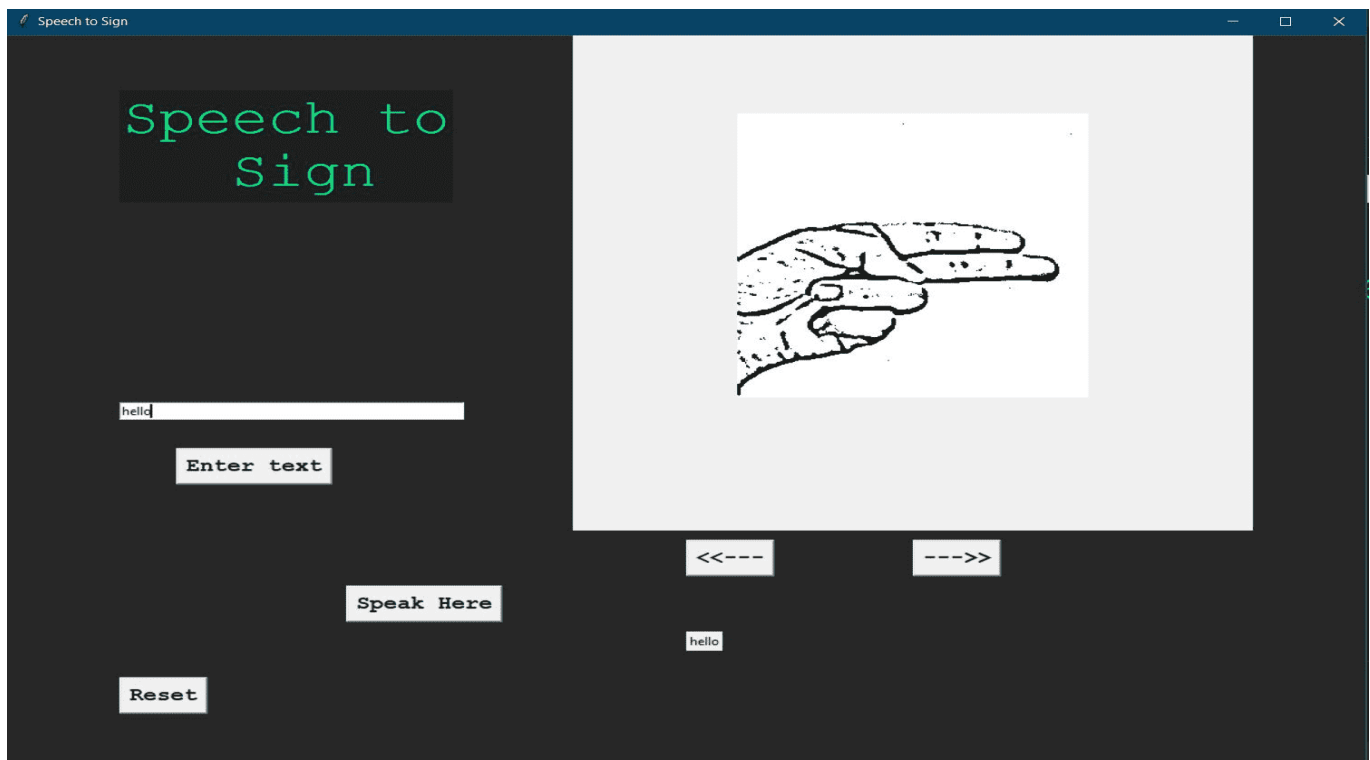 Speech to Sign
Speech to
Sign
hello
Enter text
<<---
--->>
Speak Here
hello
Reset